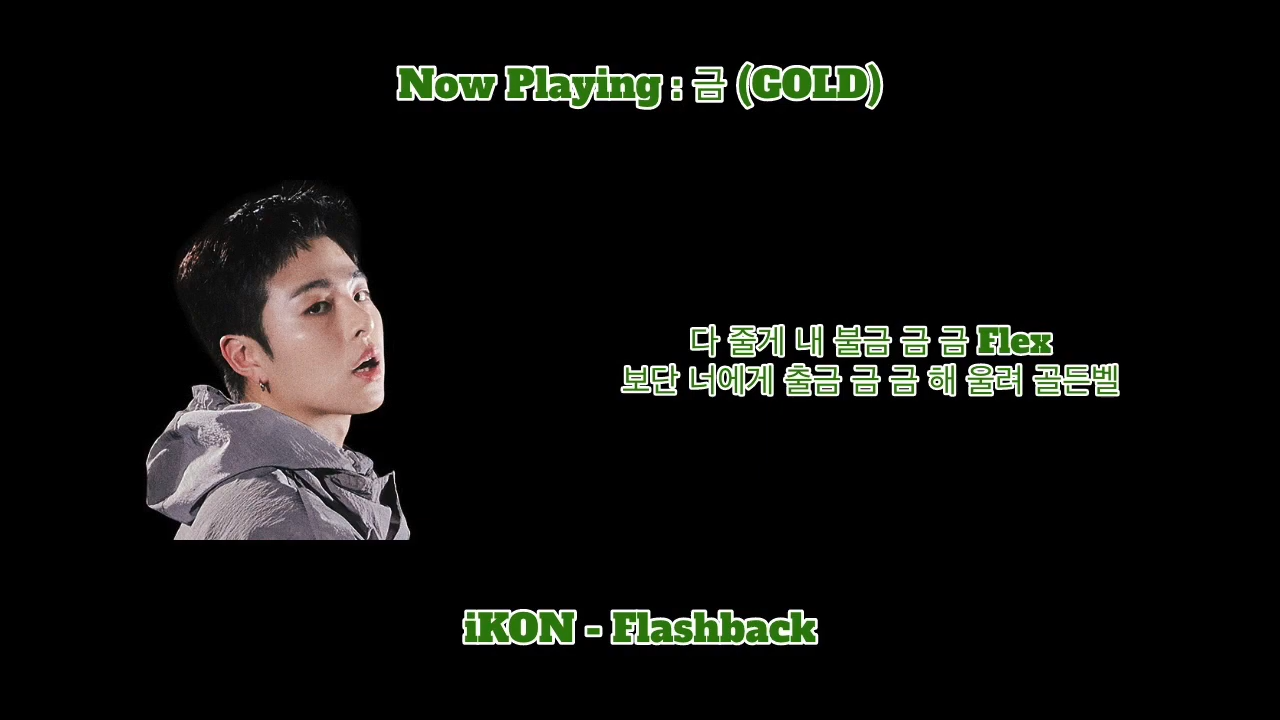 Now Playing : 금 (GOLD)
다 줄게 내 불금 금 금 Flex
보단 너에게 출금 금 금 해 울려 골든벨
iKON - Flashback